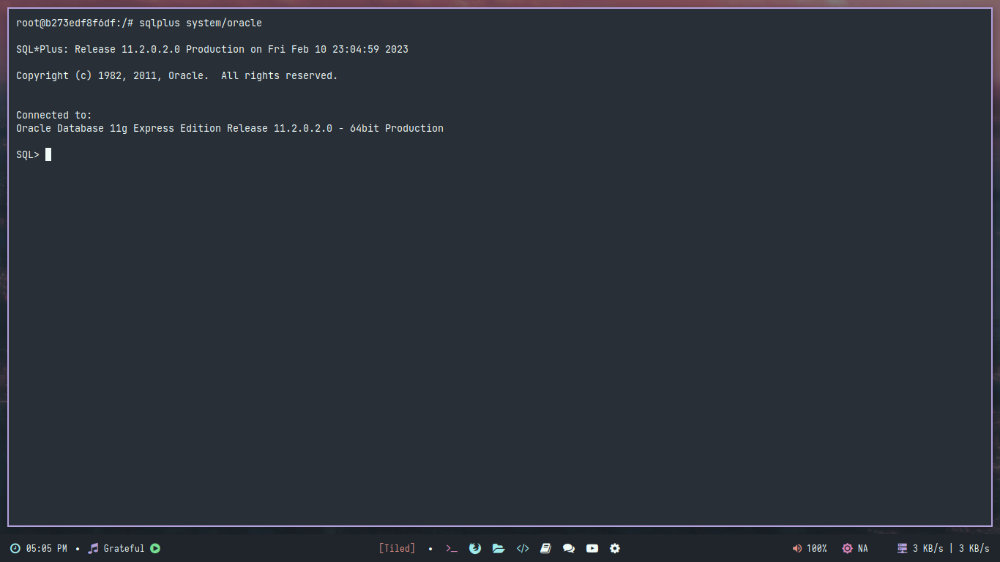 root@b273edf8f6df:/# sqlplus system/oracle
SQL*Plus: Release 11.2.0.2.0 Production on Fri Feb 10 23:04:59 2023
Copyright (c) 1982, 2011, Oracle.  All rights reserved.
Connected to:
Oracle Database 11g Express Edition Release 11.2.0.2.0 - 64bit Production
SQL>
05:05 PM • Grateful [Tiled] • >_ </> 100% NA 3 KB/s | 3 KB/s